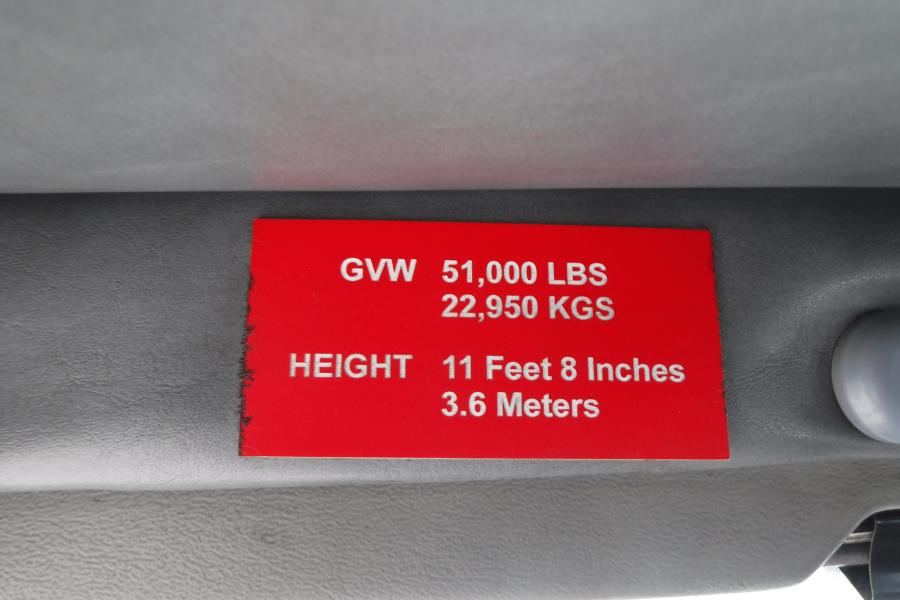 GVW 51,000 LBS
22,950 KGS
HEIGHT 11 Feet 8 Inches
3.6 Meters